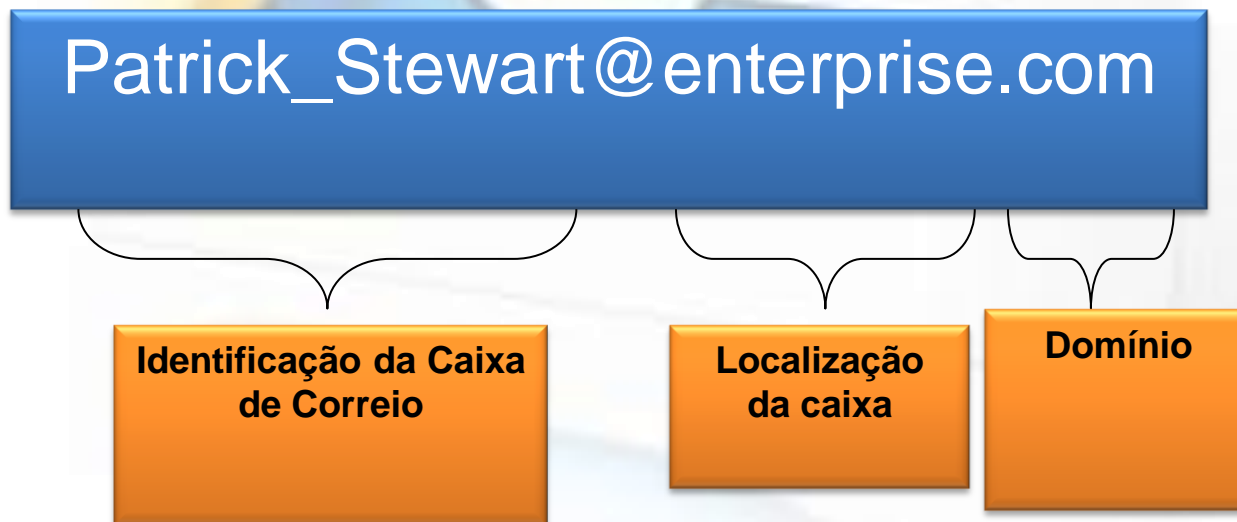 Patrick_Stewart@enterprise.com
Identificação da Caixa
de Correio
Localização
da caixa
Domínio